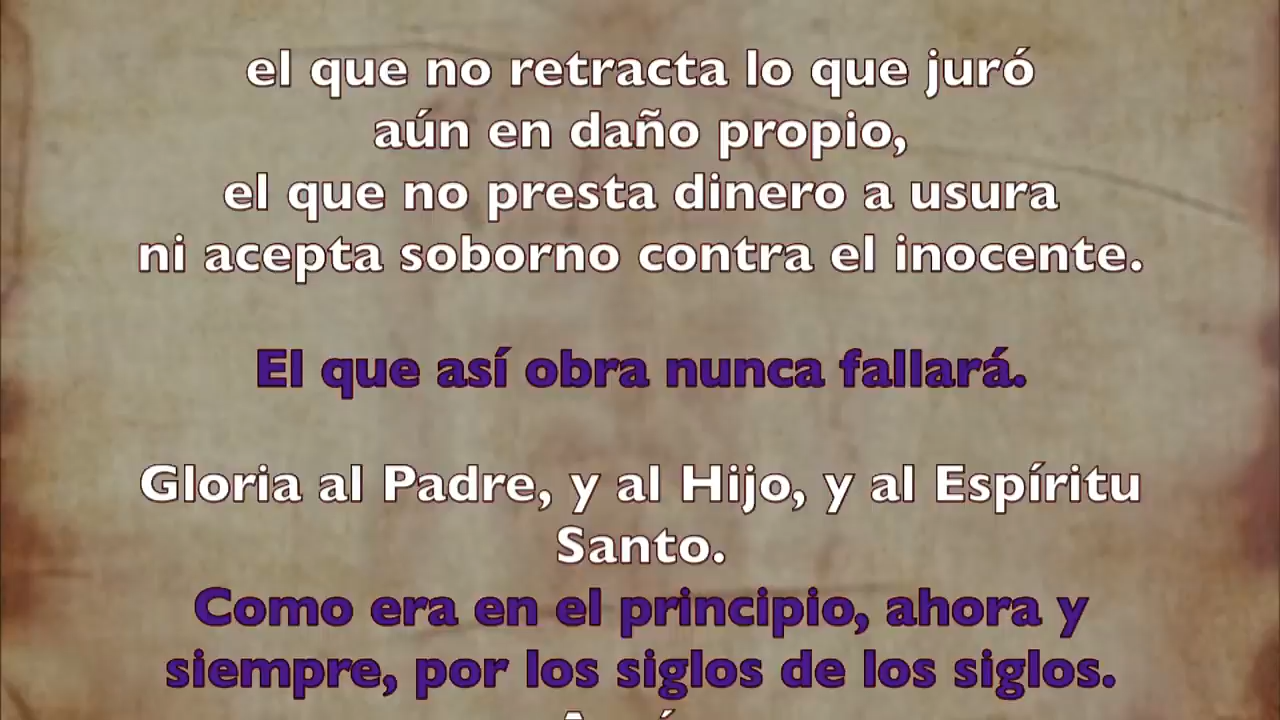 el que no retracta lo que juró
aún en daño propio,
el que no presta dinero a usura
ni acepta soborno contra el inocente.
El que así obra nunca fallará.
Gloria al Padre, y al Hijo, y al Espíritu
Santo.
Como era en el principio, ahora y
siempre, por los siglos de los siglos.